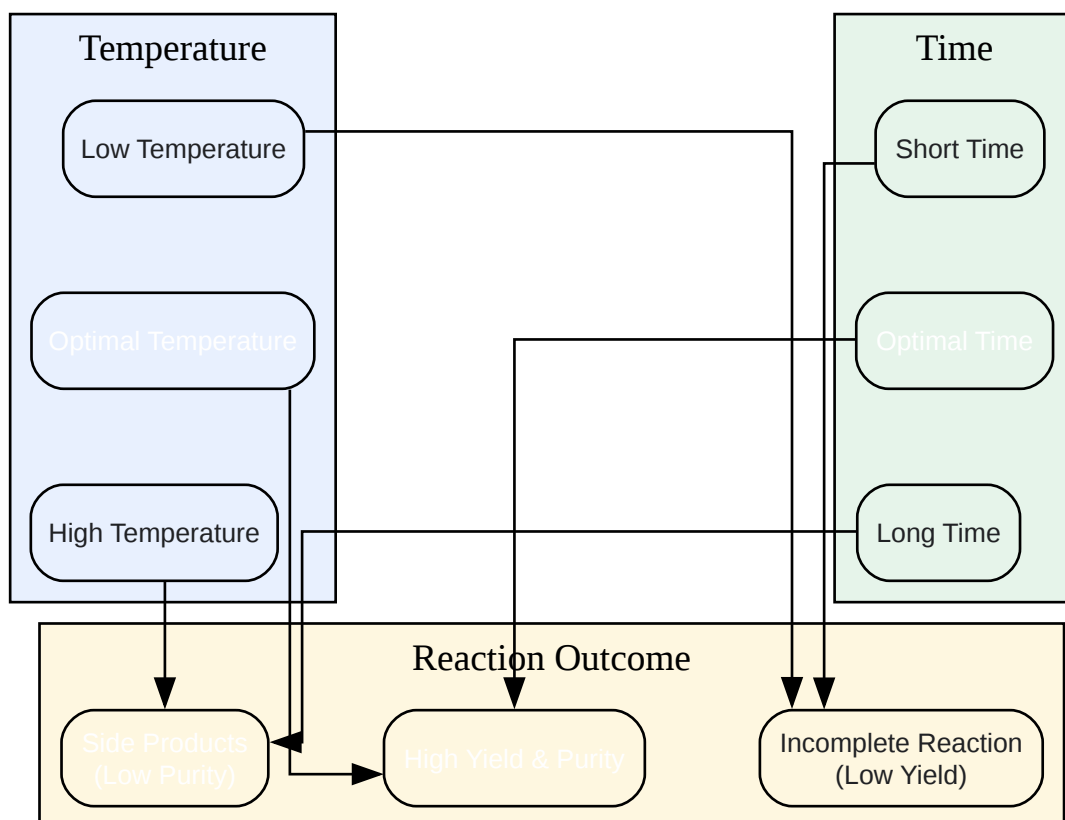 Temperature
Time
Low Temperature
Short Time
Optimal Temperature
Optimal Time
High Temperature
Long Time
Reaction Outcome
Side Products
(Low Purity)
High Yield & Purity
Incomplete Reaction
(Low Yield)